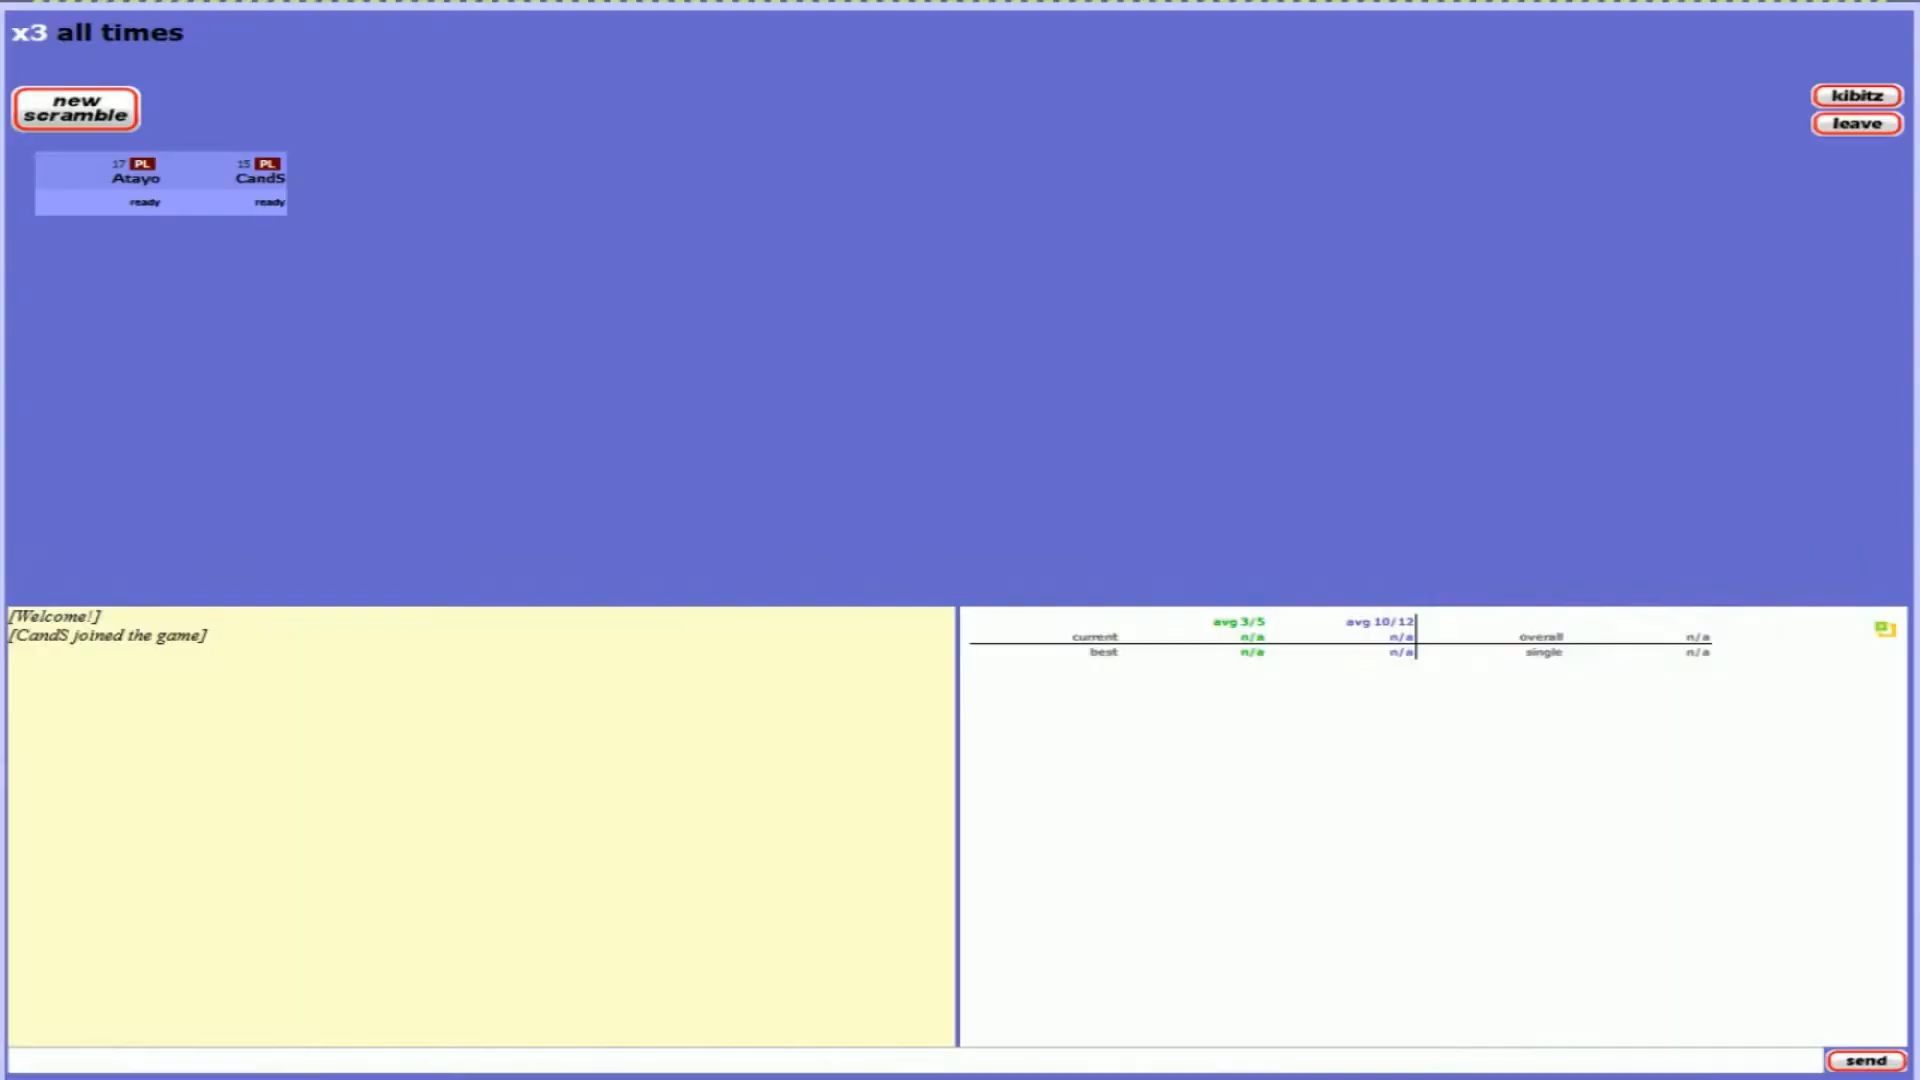 x3 all times
new
scramble
kibitz
leave
17 PL 15 PL
Atayo CandS
ready ready
[Welcome!]
[CandS joined the game]
avg 3/5 avg 10/12
current n/a n/a overall n/a
best n/a n/a single n/a
send